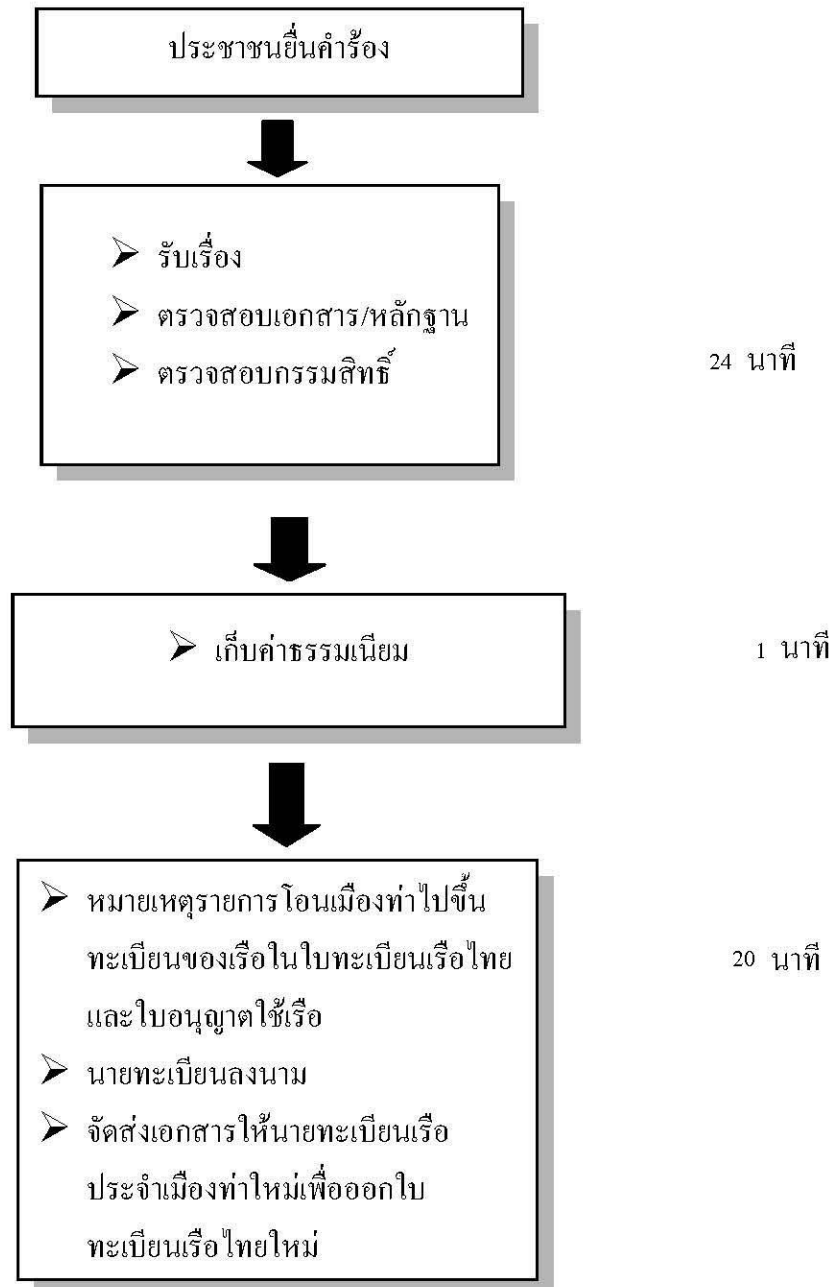 ประชาชนยื่นคำร้อง
➢ รับเรื่อง
➢ ตรวจสอบเอกสาร/หลักฐาน
➢ ตรวจสอบกรรมสิทธิ์
24 นาที
➢ เก็บค่าธรรมเนียม
1 นาที
➢ หมายเหตุรายการโอนเมืองท่าไปขึ้น
ทะเบียนของเรือในใบทะเบียนเรือไทย
และใบอนุญาตใช้เรือ
20 นาที
➢ นายทะเบียนลงนาม
➢ จัดส่งเอกสารให้นายทะเบียนเรือ
ประจำเมืองท่าใหม่เพื่อออกใบ
ทะเบียนเรือไทยใหม่